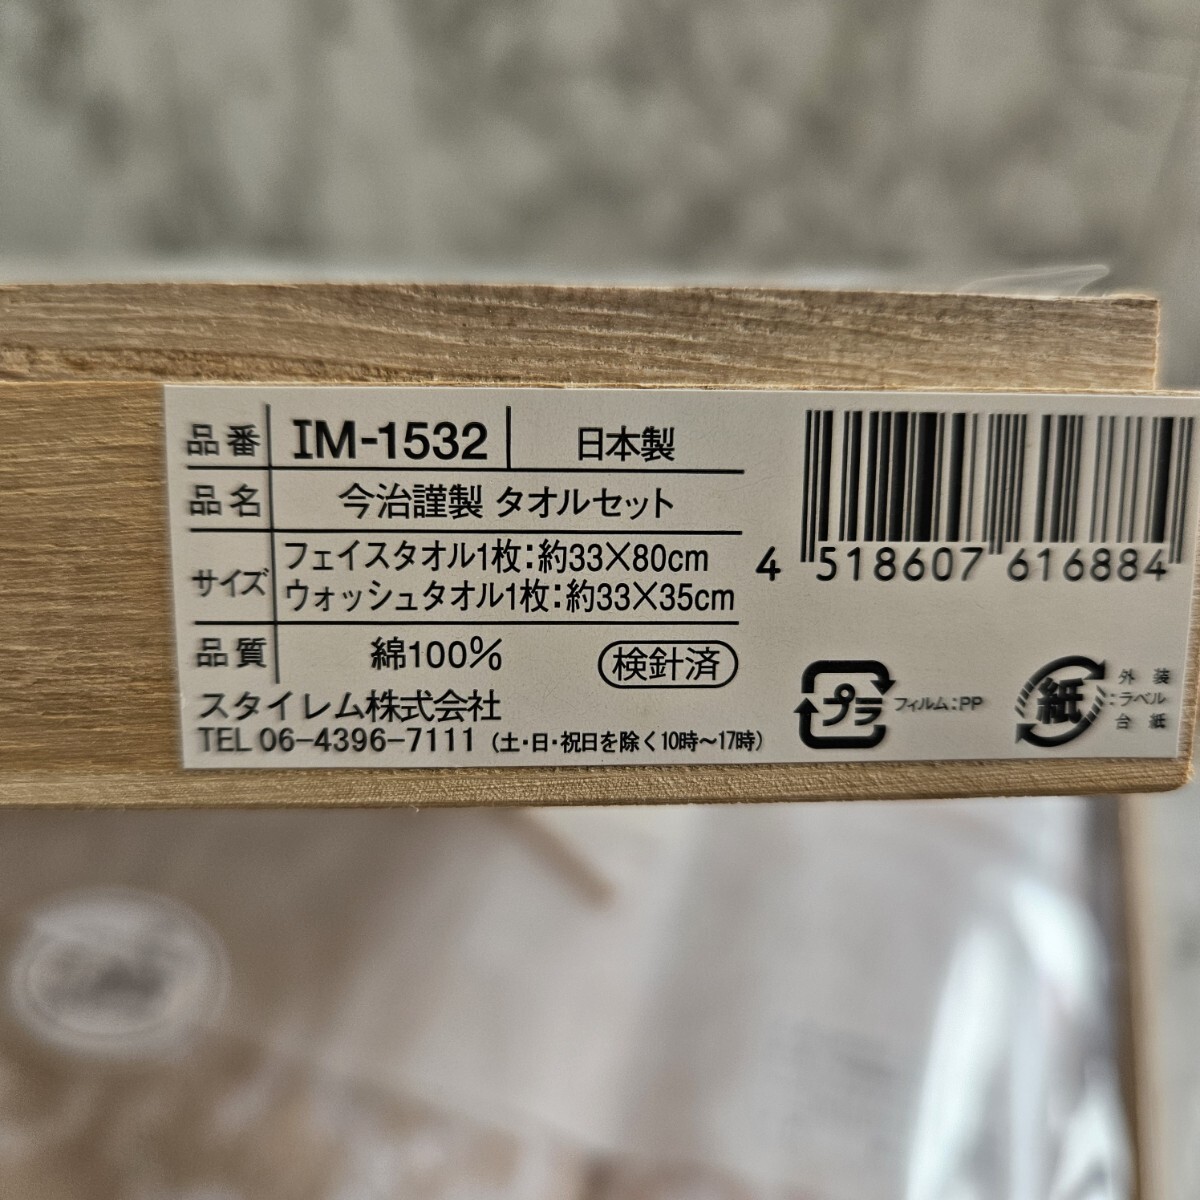 品番 IM-1532 日本製
品名 今治謹製 タオルセット
サイズ フェイスタオル1枚:約33×80cm
ウォッシュタオル1枚:約33×35cm
品質 綿100% 検針済
スタイレム株式会社
TEL 06-4396-7111 (土・日・祝日を除く10時〜17時)
4 518607 616884
プラ フィルム:PP
紙 外装
:ラベル
台紙